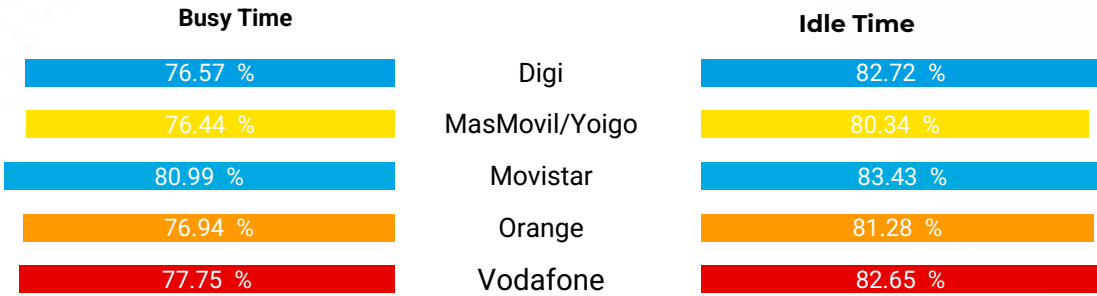 Busy Time Idle Time
76.57 % Digi 82.72 %
76.44 % MasMovil/Yoigo 80.34 %
80.99 % Movistar 83.43 %
76.94 % Orange 81.28 %
77.75 % Vodafone 82.65 %